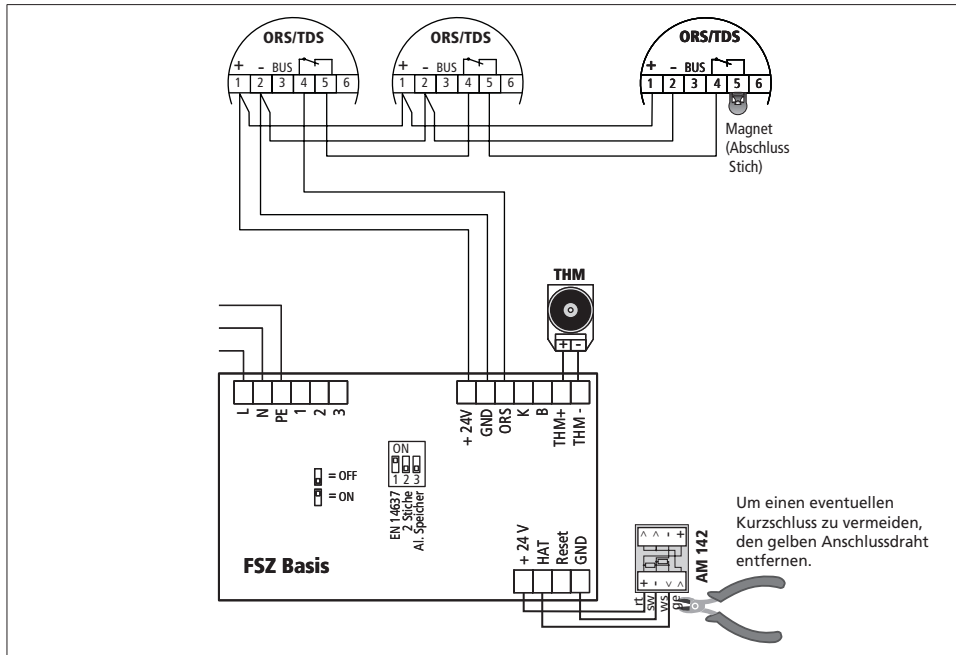 ORS/TDS
+ – BUS
1 2 3 4 5 6
ORS/TDS
+ – BUS
1 2 3 4 5 6
ORS/TDS
+ – BUS
1 2 3 4 5 6
Magnet
(Abschluss
Stich)
THM
+ -
L
N
PE
1
2
3
+ 24V
GND
ORS
K
B
THM+
THM -
= OFF
= ON
ON
1 2 3
EN 14637
2 Stiche
Al. Speicher
FSZ Basis
+ 24 V
HAT
Reset
GND
AM 142
rt
sw
ws
ge
Um einen eventuellen
Kurzschluss zu vermeiden,
den gelben Anschlussdraht
entfernen.